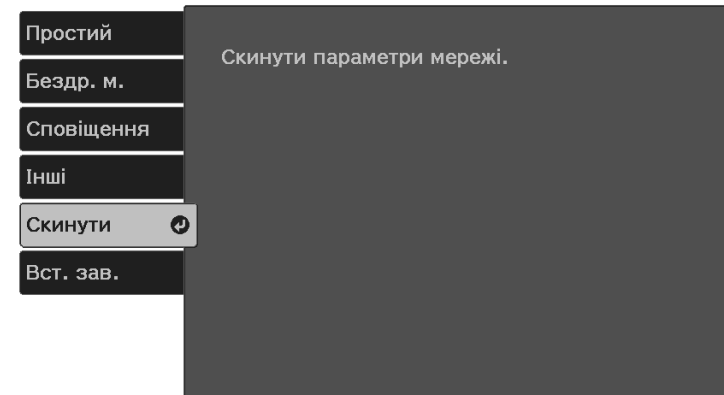 Простий
Бездр. м.
Сповіщення
Інші
Скинути
Вст. зав.
Скинути параметри мережі.